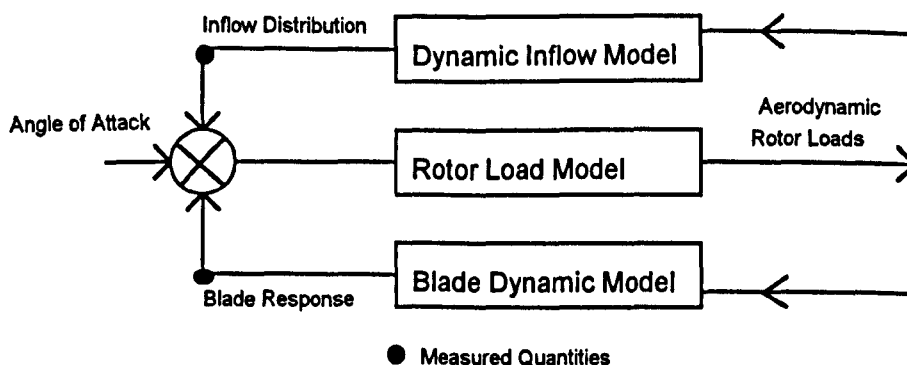 Inflow Distribution
Dynamic Inflow Model
Angle of Attack
Aerodynamic
Rotor Loads
Rotor Load Model
Blade Dynamic Model
Blade Response
Measured Quantities